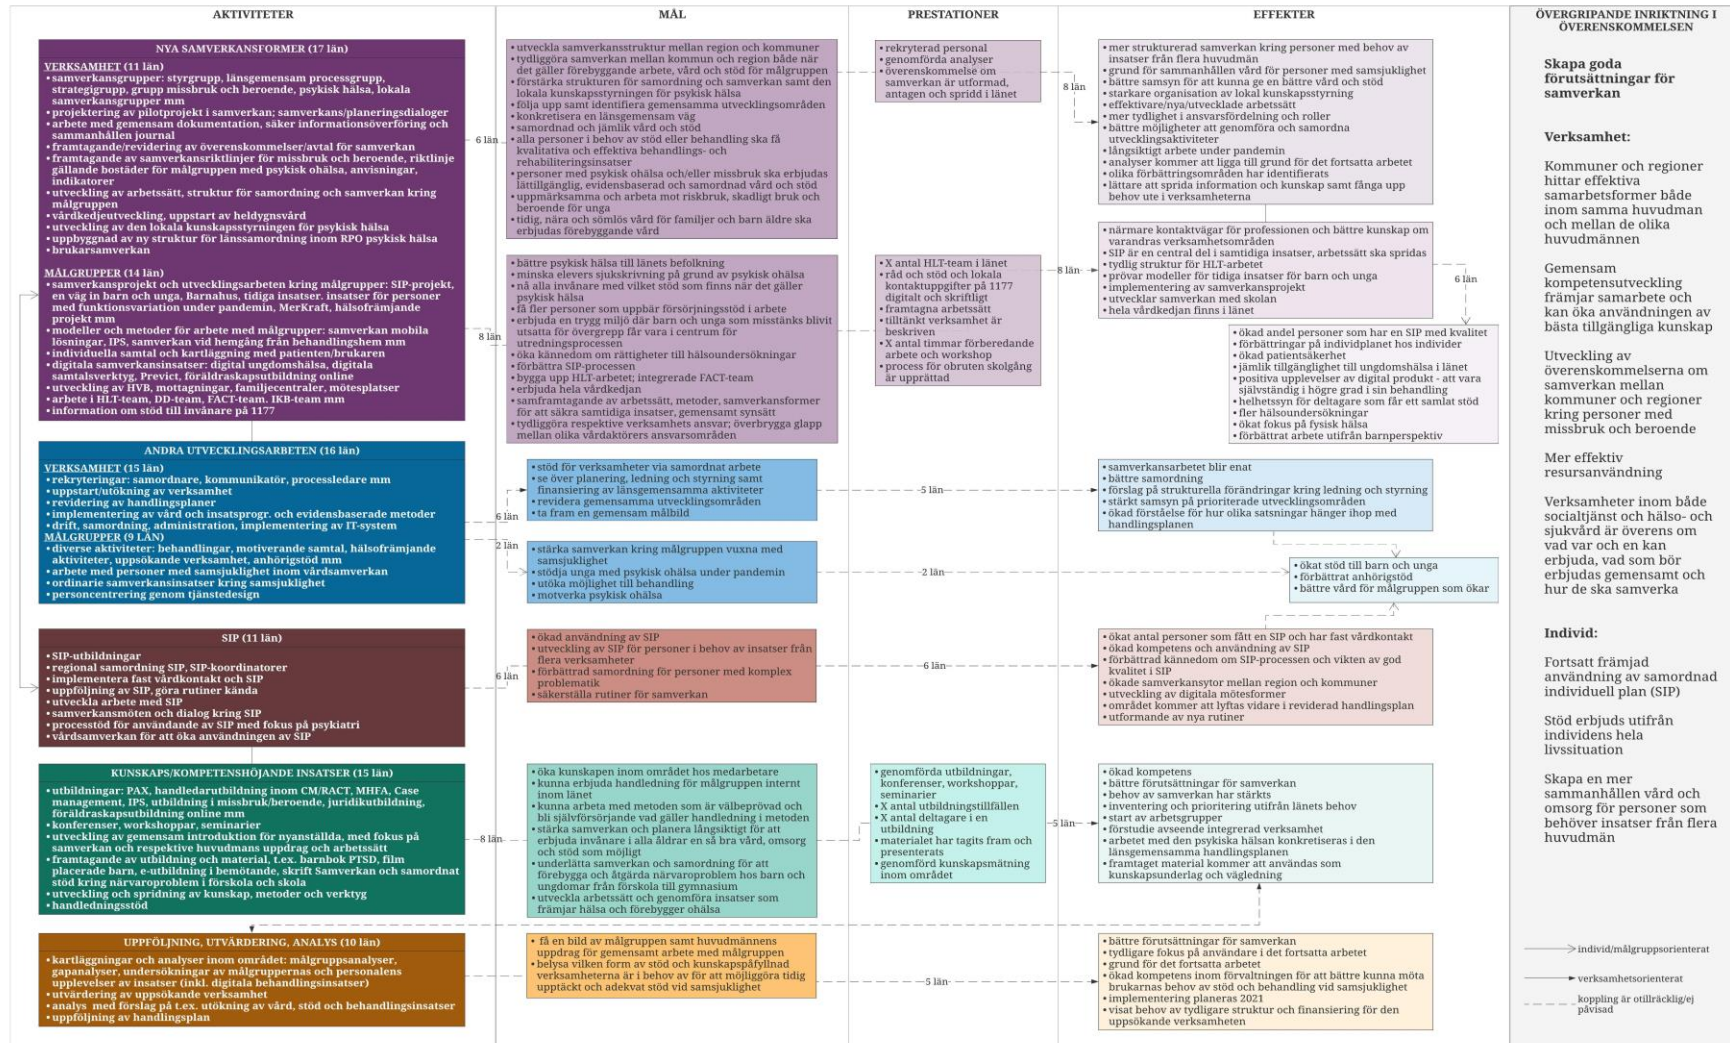 AKTIVITETER
NYA SAMVERKANSFORMER (17 län)
VERKSAMHET (11 län)
• samverkansgrupper: styrgrupp, länsgemensam processgrupp,
strategigrupp, grupp missbruk och beroende, psykisk hälsa, lokala
samverkansgrupper mm
• projektering av pilotprojekt i samverkan; samverkans/planeringsdialoger
• arbete med gemensam dokumentation, säker informationsöverföring och
sammanhållen journal
• framtagande/revidering av överenskommelser/avtal för samverkan
• framtagande av samverkansriktlinjer för missbruk och beroende, riktlinje
gällande bostäder för målgruppen med psykisk ohälsa, anvisningar,
indikatorer
• utveckling av arbetssätt, struktur för samordning och samverkan kring
målgruppen
• vårdkedjeutveckling, uppstart av heldygnsvård
• utveckling av den lokala kunskapsstyrningen för psykisk hälsa
• uppbyggnad av ny struktur för länssamordning inom RPO psykisk hälsa
• brukarsamverkan
MÅLGRUPPER (14 län)
• samverkansprojekt och utvecklingsarbeten kring målgrupper: SIP-projekt,
en väg in barn och unga, Barnahus, tidiga insatser. insatser för personer
med funktionsvariation under pandemin, MerKraft, hälsofrämjande
projekt mm
• modeller och metoder för arbete med målgrupper: samverkan mobila
lösningar, IPS, samverkan vid hemgång från behandlingshem mm
• individuella samtal och kartläggning med patienten/brukaren
• digitala samverkansinsatser: digital ungdomshälsa, digitala
samtalsverktyg, Previct, föräldraskapsutbildning online
• utveckling av HVB, mottagningar, familjecentraler, mötesplatser
• arbete i HLT-team, DD-team, FACT-team. IKB-team mm
• information om stöd till invånare på 1177
ANDRA UTVECKLINGSARBETEN (16 län)
VERKSAMHET (15 län)
• rekryteringar: samordnare, kommunikatör, processledare mm
• uppstart/utökning av verksamhet
• revidering av handlingsplaner
• implementering av vård och insatsprogr. och evidensbaserade metoder
• drift, samordning, administration, implementering av IT-system
MÅLGRUPPER (9 LÄN)
• diverse aktiviteter: behandlingar, motiverande samtal, hälsofrämjande
aktiviteter, uppsökande verksamhet, anhörigstöd mm
• arbete med personer med samsjuklighet inom vårdsamverkan
• ordinarie samverkansinsatser kring samsjuklighet
• personcentrering genom tjänstedesign
SIP (11 län)
• SIP-utbildningar
• regional samordning SIP, SIP-koordinatorer
• implementera fast vårdkontakt och SIP
• uppföljning av SIP, göra rutiner kända
• utveckla arbete med SIP
• samverkansmöten och dialog kring SIP
• processtöd för användande av SIP med fokus på psykiatri
• vårdsamverkan för att öka användningen av SIP
KUNSKAPS/KOMPETENSHÖJANDE INSATSER (15 län)
• utbildningar: PAX, handledarutbildning inom CM/RACT, MHFA, Case
management, IPS, utbildning i missbruk/beroende, juridikutbildning,
föräldraskapsutbildning online mm
• konferenser, workshoppar, seminarier
• utveckling av gemensam introduktion för nyanställda, med fokus på
samverkan och respektive huvudmans uppdrag och arbetssätt
• framtagande av utbildning och material, t.ex. barnbok PTSD, film
placerade barn, e-utbildning i bemötande, skrift Samverkan och samordnat
stöd kring närvaroproblem i förskola och skola
• utveckling och spridning av kunskap, metoder och verktyg
• handledningsstöd
UPPFÖLJNING, UTVÄRDERING, ANALYS (10 län)
• kartläggningar och analyser inom området: målgruppsanalyser,
gapanalyser, undersökningar av målgruppernas och personalens
upplevelser av insatser (inkl. digitala behandlingsinsatser)
• utvärdering av uppsökande verksamhet
• analys med förslag på t.ex. utökning av vård, stöd och behandlingsinsatser
• uppföljning av handlingsplan
6 län
8 län
6 län
2 län
6 län
8 län
MÅL
• utveckla samverkansstruktur mellan region och kommuner
• tydliggöra samverkan mellan kommun och region både när
det gäller förebyggande arbete, vård och stöd för målgruppen
• förstärka strukturen för samordning och samverkan samt den
lokala kunskapsstyrningen för psykisk hälsa
• följa upp samt identifiera gemensamma utvecklingsområden
• konkretisera en länsgemensam väg
• samordnad och jämlik vård och stöd
• alla personer i behov av stöd eller behandling ska få
kvalitativa och effektiva behandlings- och
rehabiliteringsinsatser
• personer med psykisk ohälsa och/eller missbruk ska erbjudas
lättillgänglig, evidensbaserad och samordnad vård och stöd
• uppmärksamma och arbeta mot riskbruk, skadligt bruk och
beroende för unga
• tidig, nära och sömlös vård för familjer och barn äldre ska
erbjudas förebyggande vård
• bättre psykisk hälsa till länets befolkning
• minska elevers sjukskrivning på grund av psykisk ohälsa
• nå alla invånare med vilket stöd som finns när det gäller
psykisk hälsa
• få fler personer som uppbär försörjningsstöd i arbete
• erbjuda en trygg miljö där barn och unga som misstänks blivit
utsatta för övergrepp får vara i centrum för
utredningsprocessen
• öka kännedom om rättigheter till hälsoundersökningar
• förbättra SIP-processen
• bygga upp HLT-arbetet; integrerade FACT-team
• erbjuda hela vårdkedjan
• samframtagande av arbetssätt, metoder, samverkansformer
för att säkra samtidiga insatser, gemensamt synsätt
• tydliggöra respektive verksamhets ansvar; överbrygga glapp
mellan olika vårdaktörers ansvarsområden
• stöd för verksamheter via samordnat arbete
• se över planering, ledning och styrning samt
finansiering av länsgemensamma aktiviteter
• revidera gemensamma utvecklingsområden
• ta fram en gemensam målbild
• stärka samverkan kring målgruppen vuxna med
samsjuklighet
• stödja unga med psykisk ohälsa under pandemin
• utöka möjlighet till behandling
• motverka psykisk ohälsa
• ökad användning av SIP
• utveckling av SIP för personer i behov av insatser från
flera verksamheter
• förbättrad samordning för personer med komplex
problematik
• säkerställa rutiner för samverkan
• öka kunskapen inom området hos medarbetare
• kunna erbjuda handledning för målgruppen internt
inom länet
• kunna arbeta med metoden som är välbeprövad och
bli självförsörjande vad gäller handledning i metoden
• stärka samverkan och planera långsiktigt för att
erbjuda invånare i alla åldrar en så bra vård, omsorg
och stöd som möjligt
• underlätta samverkan och samordning för att
förebygga och åtgärda närvaroproblem hos barn och
ungdomar från förskola till gymnasium
• utveckla arbetssätt och genomföra insatser som
främjar hälsa och förebygger ohälsa
• få en bild av målgruppen samt huvudmännens
uppdrag för gemensamt arbete med målgruppen
• belysa vilken form av stöd och kunskapspåfyllnad
verksamheterna är i behov av för att möjliggöra tidig
upptäckt och adekvat stöd vid samsjuklighet
PRESTATIONER
• rekryterad personal
• genomförda analyser
• överenskommelse om
samverkan är utformad,
antagen och spridd i länet
• X antal HLT-team i länet
• råd och stöd och lokala
kontaktuppgifter på 1177
digitalt och skriftligt
• framtagna arbetssätt
• tilltänkt verksamhet är
beskriven
• X antal timmar förberedande
arbete och workshop
• process för obruten skolgång
är upprättad
5 län
2 län
6 län
• genomförda utbildningar,
konferenser, workshoppar,
seminarier
• X antal utbildningstillfällen
• X antal deltagare i en
utbildning
• materialet har tagits fram och
presenterats
• genomförd kunskapsmätning
inom området
5 län
8 län
8 län
5 län
EFFEKTER
• mer strukturerad samverkan kring personer med behov av
insatser från flera huvudmän
• grund för sammanhållen vård för personer med samsjuklighet
• bättre samsyn för att kunna ge en bättre vård och stöd
• starkare organisation av lokal kunskapsstyrning
• effektivare/nya/utvecklade arbetssätt
• mer tydlighet i ansvarsfördelning och roller
• bättre möjligheter att genomföra och samordna
utvecklingsaktiviteter
• långsiktigt arbete under pandemin
• analyser kommer att ligga till grund för det fortsatta arbetet
• olika förbättringsområden har identifierats
• lättare att sprida information och kunskap samt fånga upp
behov ute i verksamheterna
• närmare kontaktvägar för professionen och bättre kunskap om
varandras verksamhetsområden
• SIP är en central del i samtidiga insatser, arbetssätt ska spridas
• tydlig struktur för HLT-arbetet
• prövar modeller för tidiga insatser för barn och unga
• implementering av samverkansprojekt
• utvecklar samverkan med skolan
• hela vårdkedjan finns i länet
6 län
• ökad andel personer som har en SIP med kvalitet
• förbättringar på individplanet hos individer
• ökad patientsäkerhet
• jämlik tillgänglighet till ungdomshälsa i länet
• positiva upplevelser av digital produkt - att vara
självständig i högre grad i sin behandling
• helhetssyn för deltagare som får ett samlat stöd
• fler hälsoundersökningar
• ökat fokus på fysisk hälsa
• förbättrat arbete utifrån barnperspektiv
• samverkansarbetet blir enat
• bättre samordning
• förslag på strukturella förändringar kring ledning och styrning
• stärkt samsyn på prioriterade utvecklingsområden
• ökad förståelse för hur olika satsningar hänger ihop med
handlingsplanen
• ökat stöd till barn och unga
• förbättrat anhörigstöd
• bättre vård för målgruppen som ökar
• ökat antal personer som fått en SIP och har fast vårdkontakt
• ökad kompetens och användning av SIP
• förbättrad kännedom om SIP-processen och vikten av god
kvalitet i SIP
• ökade samverkansytor mellan region och kommuner
• utveckling av digitala mötesformer
• området kommer att lyftas vidare i reviderad handlingsplan
• utformande av nya rutiner
• ökad kompetens
• bättre förutsättningar för samverkan
• behov av samverkan har stärkts
• inventering och prioritering utifrån länets behov
• start av arbetsgrupper
• förstudie avseende integrerad verksamhet
• arbetet med den psykiska hälsan konkretiseras i den
länsgemensamma handlingsplanen
• framtaget material kommer att användas som
kunskapsunderlag och vägledning
• bättre förutsättningar för samverkan
• tydligare fokus på användare i det fortsatta arbetet
• grund för det fortsatta arbetet
• ökad kompetens inom förvaltningen för att bättre kunna möta
brukarnas behov av stöd och behandling vid samsjuklighet
• implementering planeras 2021
• visat behov av tydligare struktur och finansiering för den
uppsökande verksamheten
ÖVERGRIPANDE INRIKTNING I
ÖVERENSKOMMELSEN
Skapa goda
förutsättningar för
samverkan
Verksamhet:
Kommuner och regioner
hittar effektiva
samarbetsformer både
inom samma huvudman
och mellan de olika
huvudmännen
Gemensam
kompetensutveckling
främjar samarbete och
kan öka användningen av
bästa tillgängliga kunskap
Utveckling av
överenskommelserna om
samverkan mellan
kommuner och regioner
kring personer med
missbruk och beroende
Mer effektiv
resursanvändning
Verksamheter inom både
socialtjänst och hälso- och
sjukvård är överens om
vad var och en kan
erbjuda, vad som bör
erbjudas gemensamt och
hur de ska samverka
Individ:
Fortsatt främjad
användning av samordnad
individuell plan (SIP)
Stöd erbjuds utifrån
individens hela
livssituation
Skapa en mer
sammanhållen vård och
omsorg för personer som
behöver insatser från flera
huvudmän
individ/målgruppsorienterat
verksamhetsorienterat
koppling är otillräcklig/ej
påvisad